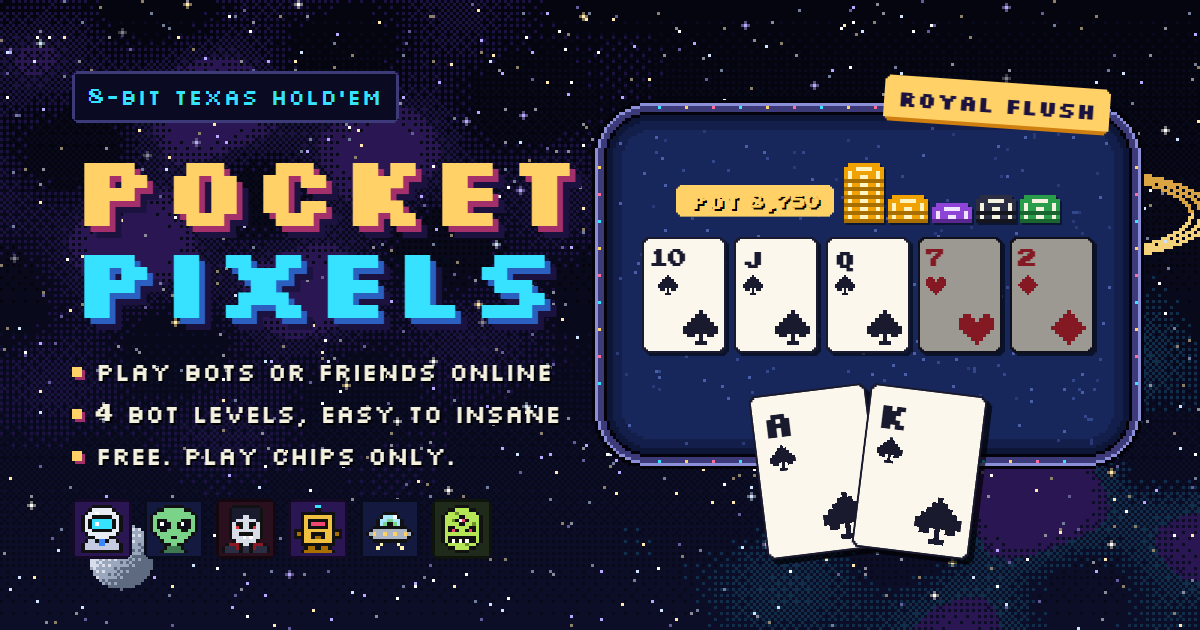 8-BIT TEXAS HOLD'EM
POCKET
PIXELS
PLAY BOTS OR FRIENDS ONLINE
4 BOT LEVELS, EASY TO INSANE
FREE. PLAY CHIPS ONLY.
ROYAL FLUSH
POT 8,750
10 J Q 7 2
A K